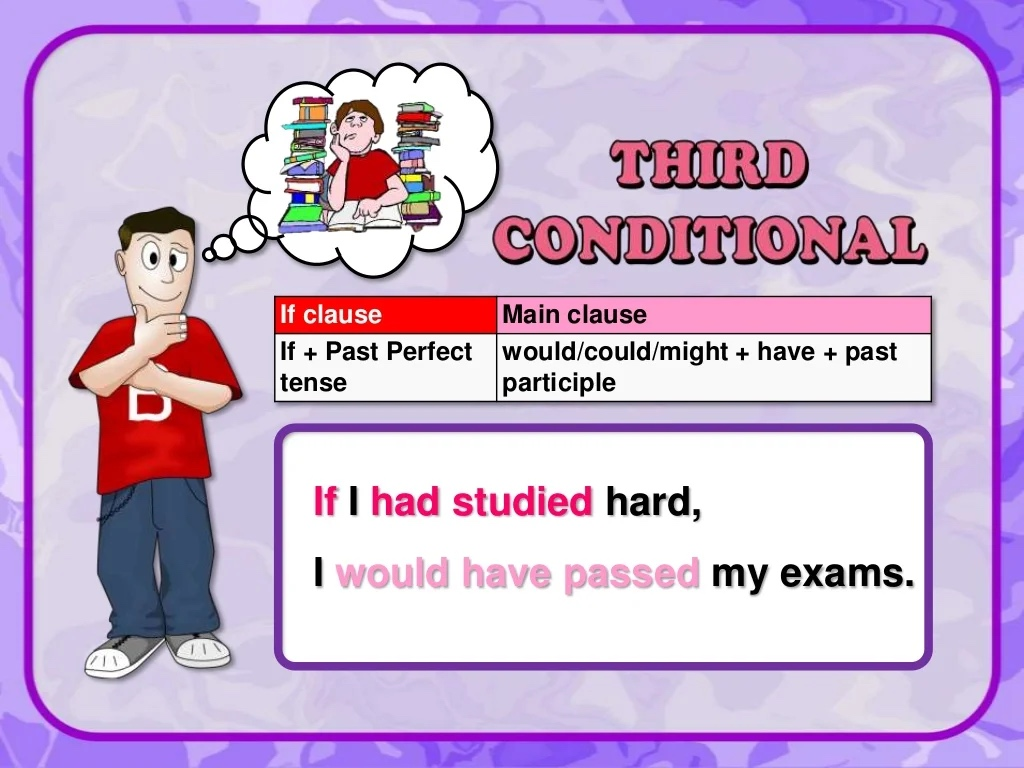 THIRD
CONDITIONAL
If clause
Main clause
If + Past Perfect
tense
would/could/might + have + past
participle
B
If I had studied hard,
I would have passed my exams.